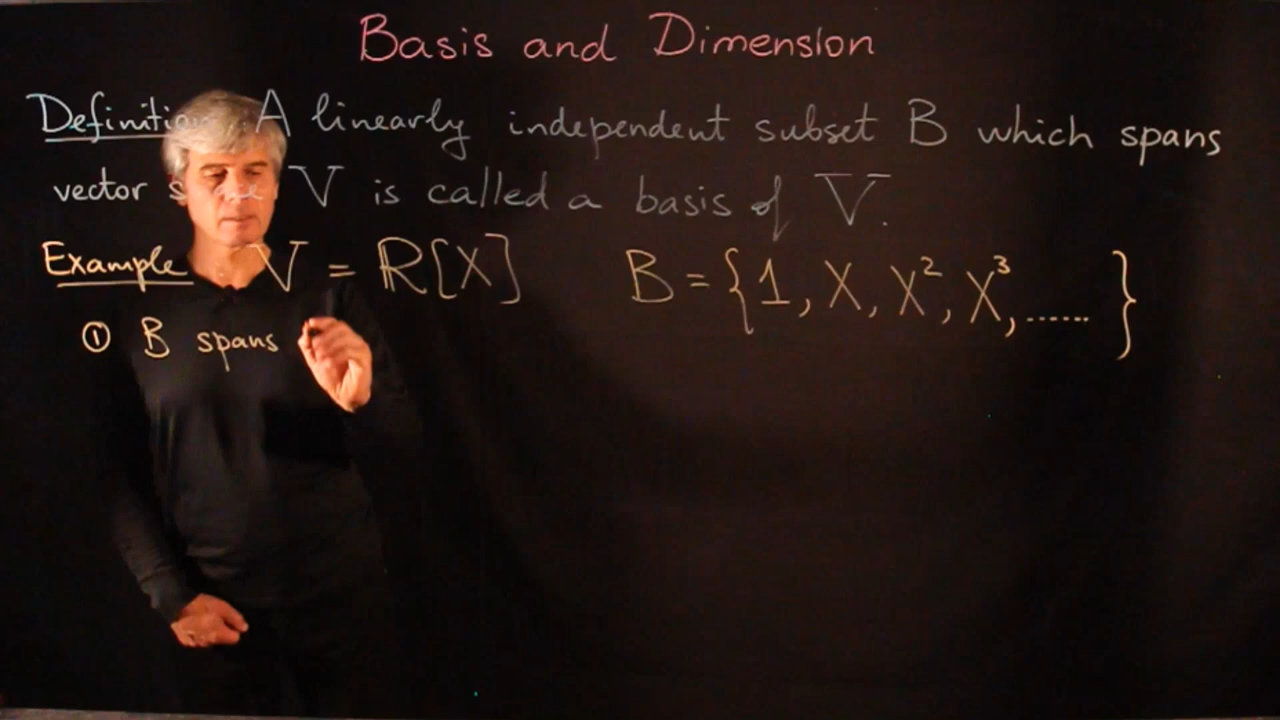 Basis and Dimension
Definition A linearly independent subset B which spans
vector space V is called a basis of V.
Example V = R[X] B = {1, X, X², X³, ...... }
① B spans